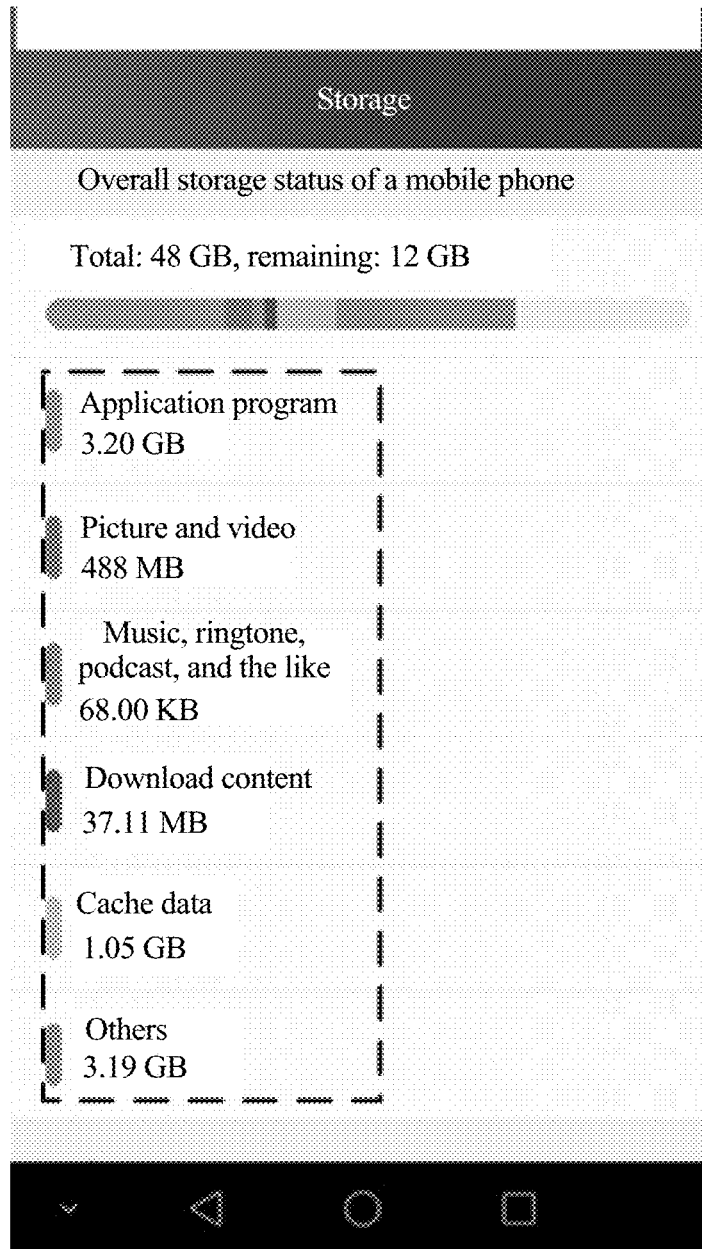 Storage
Overall storage status of a mobile phone
Total: 48 GB, remaining: 12 GB
Application program
3.20 GB
Picture and video
488 MB
Music, ringtone,
podcast, and the like
68.00 KB
Download content
37.11 MB
Cache data
1.05 GB
Others
3.19 GB